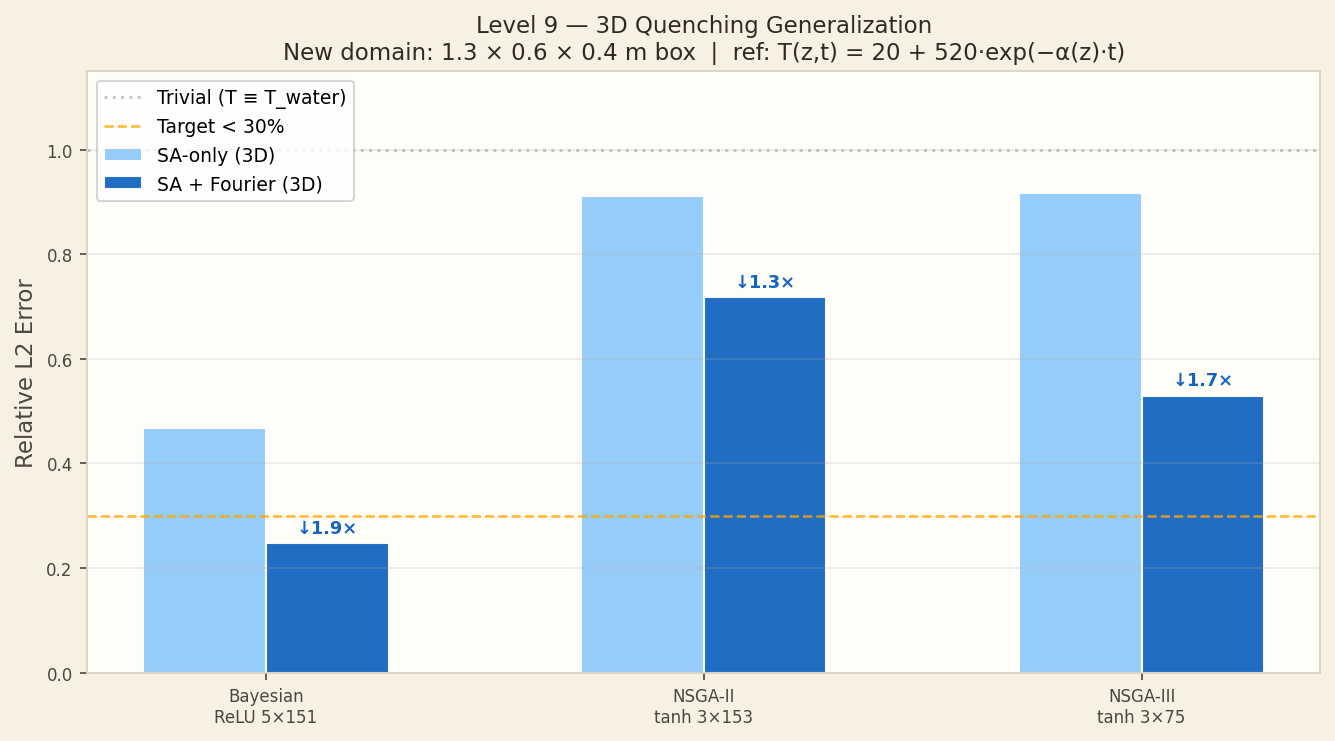 Level 9 — 3D Quenching Generalization
New domain: 1.3 × 0.6 × 0.4 m box | ref: T(z,t) = 20 + 520·exp(−α(z)·t)
Trivial (T ≡ T_water)
Target < 30%
SA-only (3D)
SA + Fourier (3D)
Relative L2 Error
1.0
0.8
0.6
0.4
0.2
0.0
↓1.9×
↓1.3×
↓1.7×
Bayesian
ReLU 5×151
NSGA-II
tanh 3×153
NSGA-III
tanh 3×75